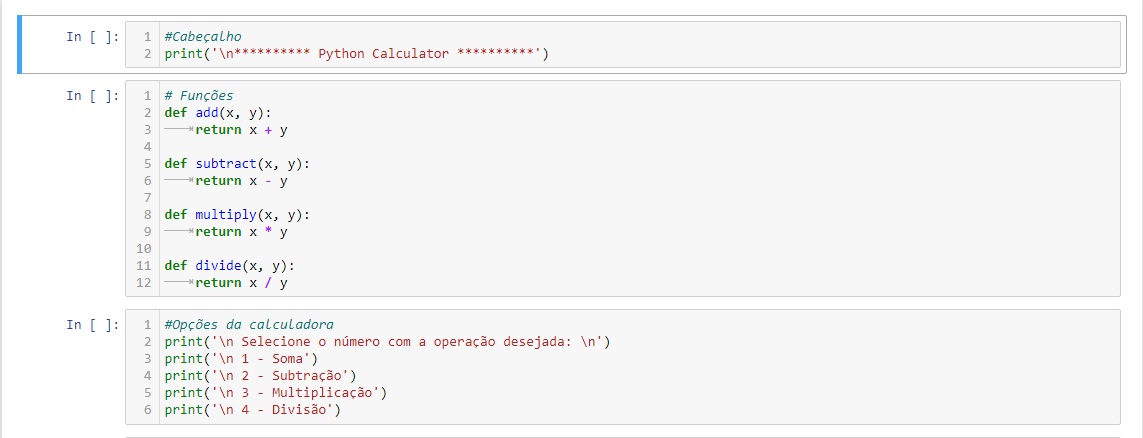 In [ ]:
1 #Cabeçalho
2 print('\n********** Python Calculator **********')
In [ ]:
1 # Funções
2 def add(x, y):
3 return x + y
4
5 def subtract(x, y):
6 return x - y
7
8 def multiply(x, y):
9 return x * y
10
11 def divide(x, y):
12 return x / y
In [ ]:
1 #Opções da calculadora
2 print('\n Selecione o número com a operação desejada: \n')
3 print('\n 1 - Soma')
4 print('\n 2 - Subtração')
5 print('\n 3 - Multiplicação')
6 print('\n 4 - Divisão')